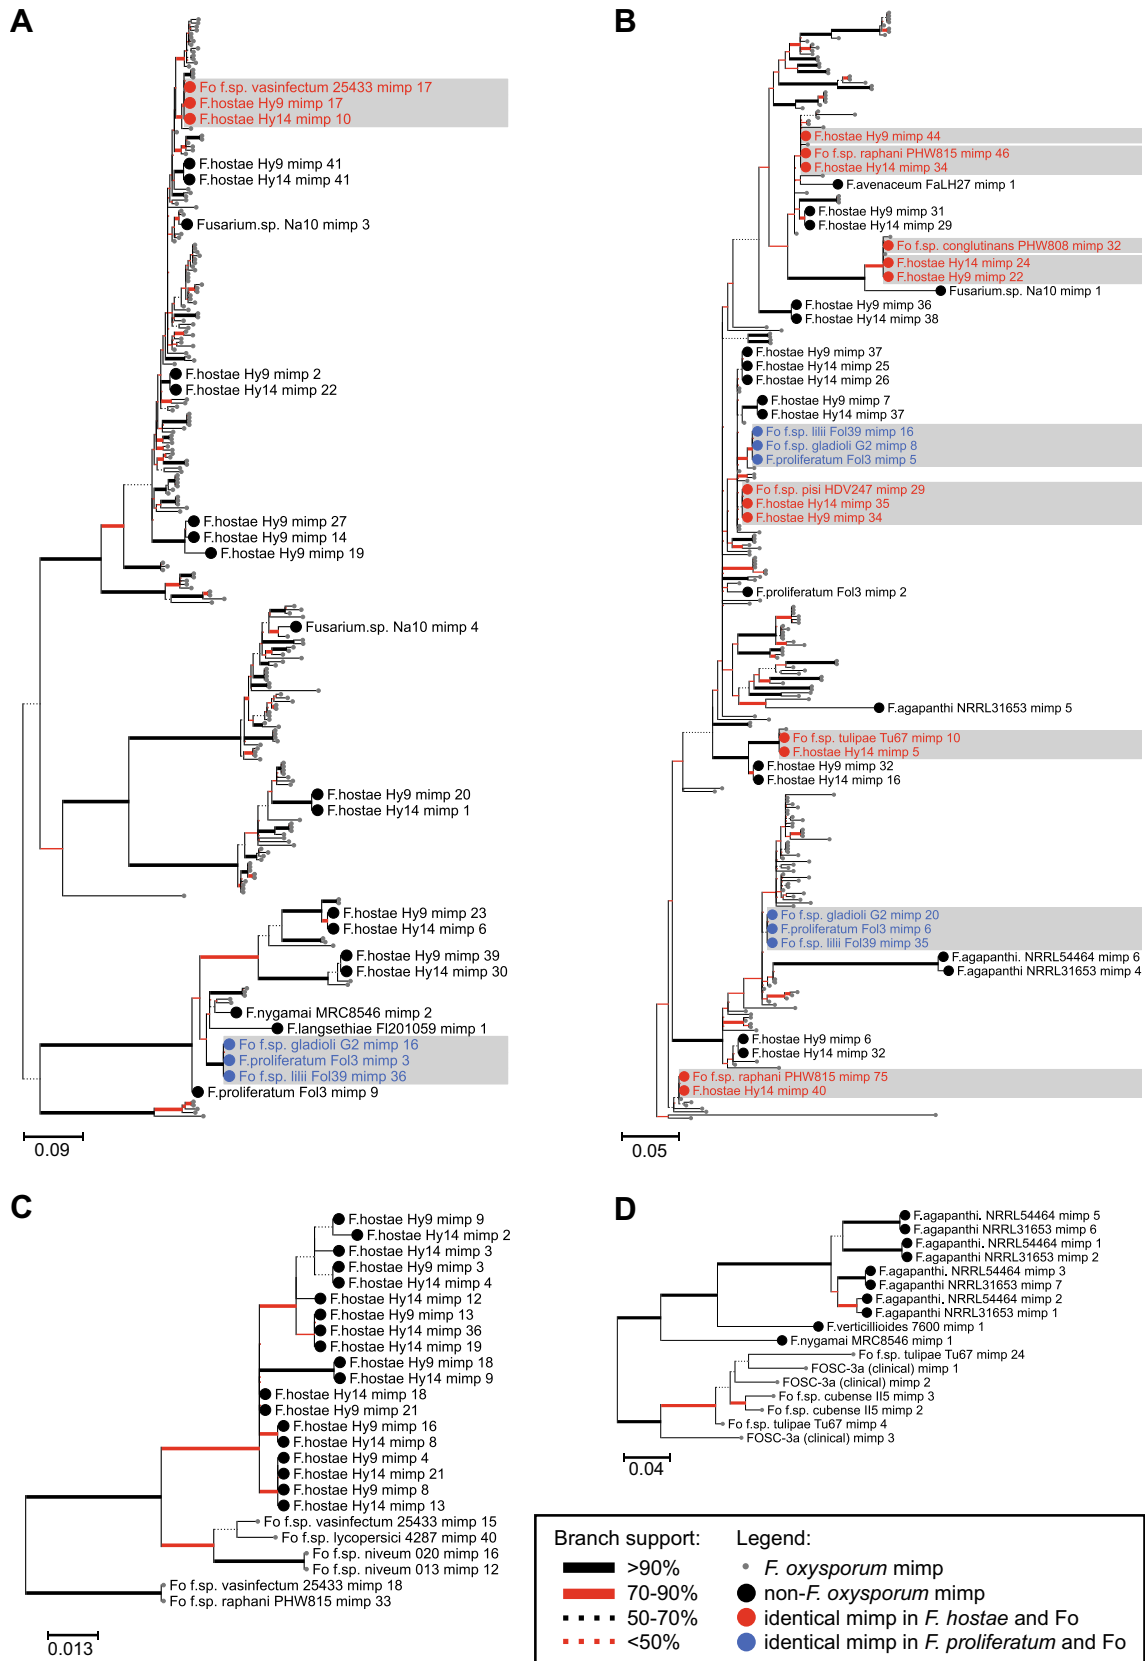 A
Fo f.sp. vasinfectum 25433 mimp 17
F.hostae Hy9 mimp 17
F.hostae Hy14 mimp 10
F.hostae Hy9 mimp 41
F.hostae Hy14 mimp 41
Fusarium.sp. Na10 mimp 3
F.hostae Hy9 mimp 2
F.hostae Hy14 mimp 22
F.hostae Hy9 mimp 27
F.hostae Hy9 mimp 14
F.hostae Hy9 mimp 19
Fusarium.sp. Na10 mimp 4
F.hostae Hy9 mimp 20
F.hostae Hy14 mimp 1
F.hostae Hy9 mimp 23
F.hostae Hy14 mimp 6
F.hostae Hy9 mimp 39
F.hostae Hy14 mimp 30
F.nygamai MRC8546 mimp 2
F.langsethiae Fl201059 mimp 1
Fo f.sp. gladioli G2 mimp 16
F.proliferatum Fol3 mimp 3
Fo f.sp. lilii Fol39 mimp 36
F.proliferatum Fol3 mimp 9
0.09
B
F.hostae Hy9 mimp 44
Fo f.sp. raphani PHW815 mimp 46
F.hostae Hy14 mimp 34
F.avenaceum FaLH27 mimp 1
F.hostae Hy9 mimp 31
F.hostae Hy14 mimp 29
Fo f.sp. conglutinans PHW808 mimp 32
F.hostae Hy14 mimp 24
F.hostae Hy9 mimp 22
Fusarium.sp. Na10 mimp 1
F.hostae Hy9 mimp 36
F.hostae Hy14 mimp 38
F.hostae Hy9 mimp 37
F.hostae Hy14 mimp 25
F.hostae Hy14 mimp 26
F.hostae Hy9 mimp 7
F.hostae Hy14 mimp 37
Fo f.sp. lilii Fol39 mimp 16
Fo f.sp. gladioli G2 mimp 8
F.proliferatum Fol3 mimp 5
Fo f.sp. pisi HDV247 mimp 29
F.hostae Hy14 mimp 35
F.hostae Hy9 mimp 34
F.proliferatum Fol3 mimp 2
F.agapanthi NRRL31653 mimp 5
Fo f.sp. tulipae Tu67 mimp 10
F.hostae Hy14 mimp 5
F.hostae Hy9 mimp 32
F.hostae Hy14 mimp 16
Fo f.sp. gladioli G2 mimp 20
F.proliferatum Fol3 mimp 6
Fo f.sp. lilii Fol39 mimp 35
F.agapanthi. NRRL54464 mimp 6
F.agapanthi NRRL31653 mimp 4
F.hostae Hy9 mimp 6
F.hostae Hy14 mimp 32
Fo f.sp. raphani PHW815 mimp 75
F.hostae Hy14 mimp 40
0.05
C
F.hostae Hy9 mimp 9
F.hostae Hy14 mimp 2
F.hostae Hy14 mimp 3
F.hostae Hy9 mimp 3
F.hostae Hy14 mimp 4
F.hostae Hy14 mimp 12
F.hostae Hy9 mimp 13
F.hostae Hy14 mimp 36
F.hostae Hy14 mimp 19
F.hostae Hy9 mimp 18
F.hostae Hy14 mimp 9
F.hostae Hy14 mimp 18
F.hostae Hy9 mimp 21
F.hostae Hy9 mimp 16
F.hostae Hy14 mimp 8
F.hostae Hy9 mimp 4
F.hostae Hy14 mimp 21
F.hostae Hy9 mimp 8
F.hostae Hy14 mimp 13
Fo f.sp. vasinfectum 25433 mimp 15
Fo f.sp. lycopersici 4287 mimp 40
Fo f.sp. niveum 020 mimp 16
Fo f.sp. niveum 013 mimp 12
Fo f.sp. vasinfectum 25433 mimp 18
Fo f.sp. raphani PHW815 mimp 33
0.013
D
F.agapanthi. NRRL54464 mimp 5
F.agapanthi NRRL31653 mimp 6
F.agapanthi. NRRL54464 mimp 1
F.agapanthi NRRL31653 mimp 2
F.agapanthi. NRRL54464 mimp 3
F.agapanthi NRRL31653 mimp 7
F.agapanthi. NRRL54464 mimp 2
F.agapanthi NRRL31653 mimp 1
F.verticillioides 7600 mimp 1
F.nygamai MRC8546 mimp 1
Fo f.sp. tulipae Tu67 mimp 24
FOSC-3a (clinical) mimp 1
FOSC-3a (clinical) mimp 2
Fo f.sp. cubense II5 mimp 3
Fo f.sp. cubense II5 mimp 2
Fo f.sp. tulipae Tu67 mimp 4
FOSC-3a (clinical) mimp 3
0.04
Branch support:
>90%
70-90%
50-70%
<50%
Legend:
F. oxysporum mimp
non-F. oxysporum mimp
identical mimp in F. hostae and Fo
identical mimp in F. proliferatum and Fo